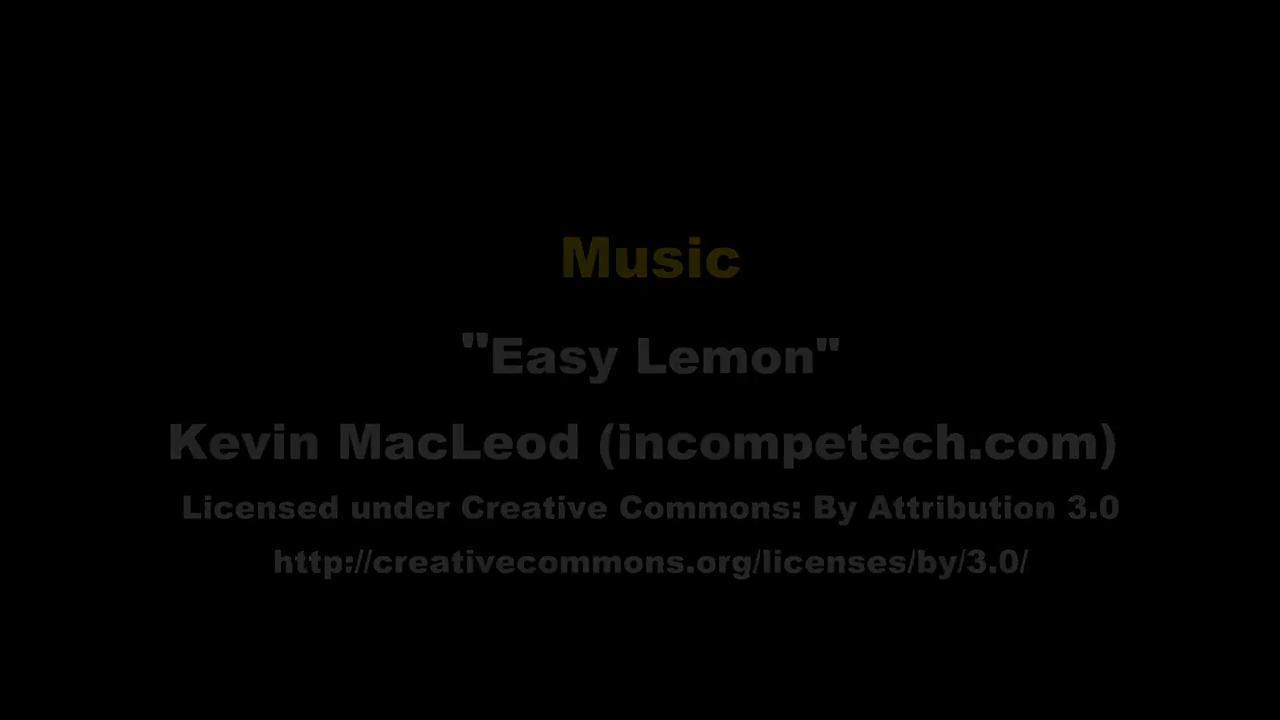 Music
"Easy Lemon"
Kevin MacLeod (incompetech.com)
Licensed under Creative Commons: By Attribution 3.0
http://creativecommons.org/licenses/by/3.0/